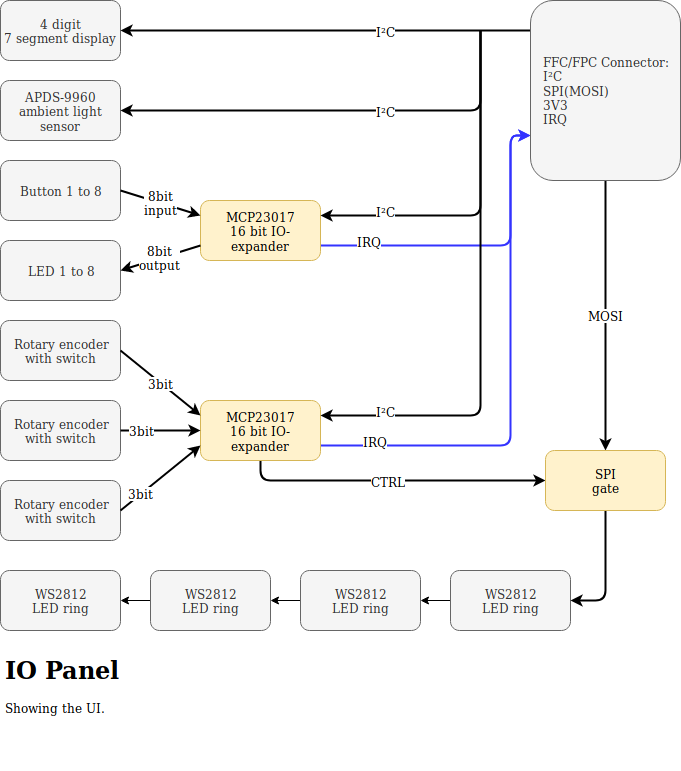 4 digit
7 segment display
I²C
FFC/FPC Connector:
I²C
SPI(MOSI)
3V3
IRQ
APDS-9960
ambient light
sensor
I²C
Button 1 to 8
8bit
input
MCP23017
16 bit IO-
expander
I²C
IRQ
LED 1 to 8
8bit
output
MOSI
Rotary encoder
with switch
3bit
Rotary encoder
with switch
3bit
MCP23017
16 bit IO-
expander
I²C
IRQ
Rotary encoder
with switch
3bit
CTRL
SPI
gate
WS2812
LED ring
WS2812
LED ring
WS2812
LED ring
WS2812
LED ring
IO Panel
Showing the UI.